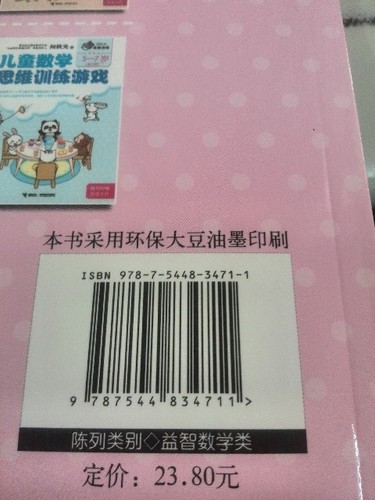 儿童数学
思维训练游戏
本书采用环保大豆油墨印刷
ISBN 978-7-5448-3471-1
9 787544 834711 >
陈列类别◇益智数学类
定价：23.80元